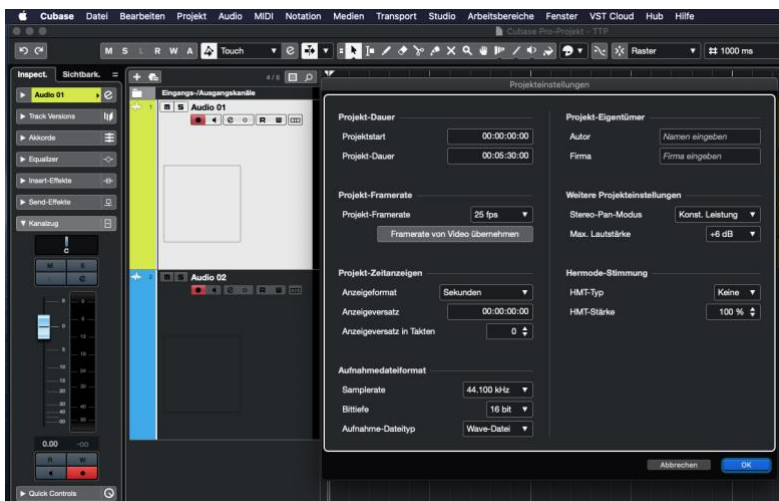 Cubase Datei Bearbeiten Projekt Audio MIDI Notation Medien Transport Studio Arbeitsbereiche Fenster VST Cloud Hub Hilfe
Cubase Pro-Projekt - TTP
M S L R W A Touch Raster 1000 ms
Inspect. Sichtbark.
4 / 5
Eingangs-/Ausgangskanäle
Audio 01
Track Versions
Akkorde
Equalizer
Insert-Effekte
Send-Effekte
Kanalzug
C
M S
0.00 -oo
R W
Quick Controls
1 m S Audio 01
R
2 m S Audio 02
R
Projekteinstellungen
Projekt-Dauer
Projektstart 00:00:00:00
Projekt-Dauer 00:05:30:00
Projekt-Framerate
Projekt-Framerate 25 fps
Framerate von Video übernehmen
Projekt-Zeitanzeigen
Anzeigeformat Sekunden
Anzeigeversatz 00:00:00:00
Anzeigeversatz in Takten 0
Aufnahmedateiformat
Samplerate 44.100 kHz
Bittiefe 16 bit
Aufnahme-Dateityp Wave-Datei
Projekt-Eigentümer
Autor Namen eingeben
Firma Firma eingeben
Weitere Projekteinstellungen
Stereo-Pan-Modus Konst. Leistung
Max. Lautstärke +6 dB
Hermode-Stimmung
HMT-Typ Keine
HMT-Stärke 100 %
Abbrechen OK